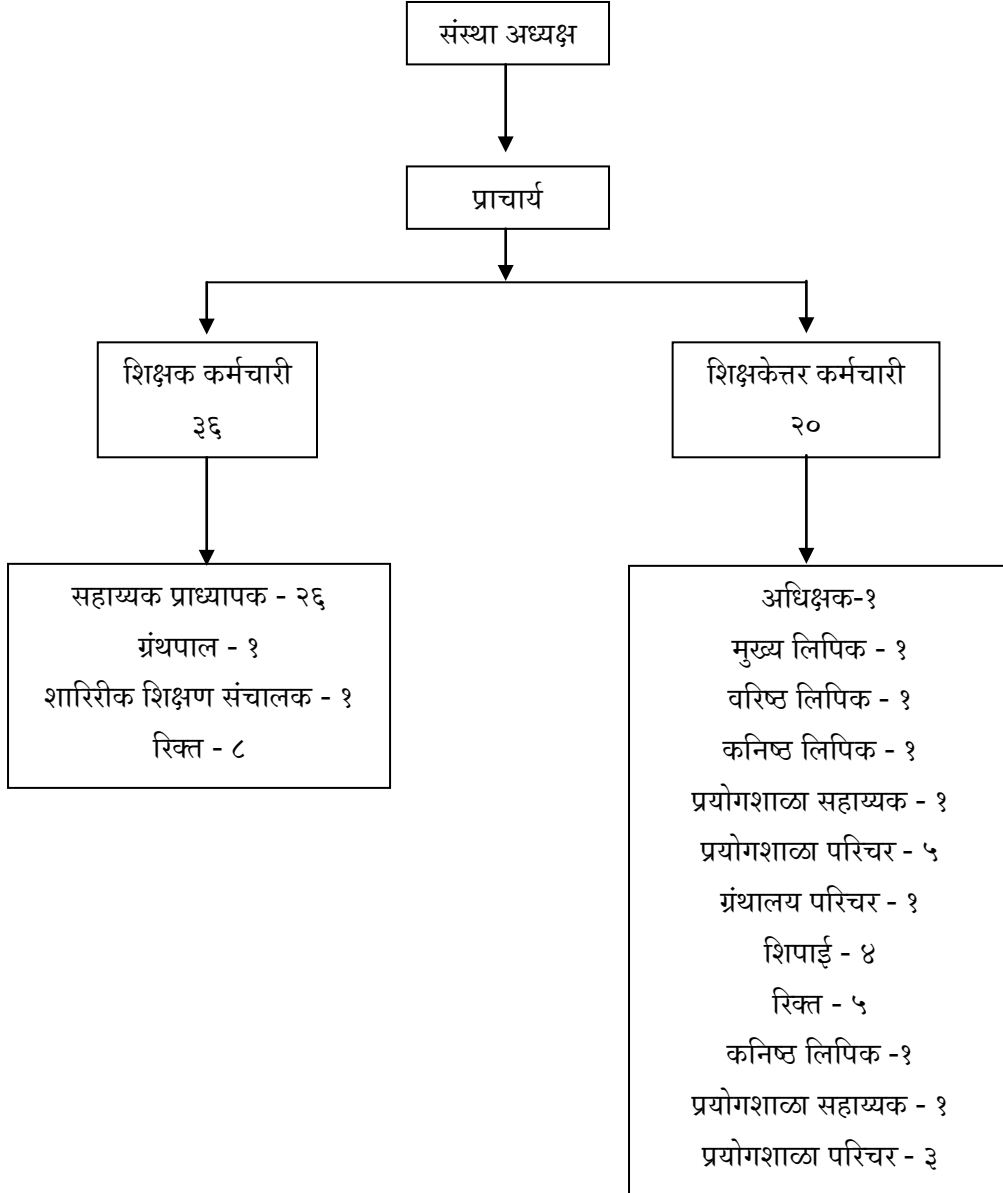 संस्था अध्यक्ष
प्राचार्य
शिक्षक कर्मचारी
३६
शिक्षकेत्तर कर्मचारी
२०
सहाय्यक प्राध्यापक - २६
ग्रंथपाल - १
शारिरीक शिक्षण संचालक - १
रिक्त - ८
अधिक्षक-१
मुख्य लिपिक - १
वरिष्ठ लिपिक - १
कनिष्ठ लिपिक - १
प्रयोगशाळा सहाय्यक - १
प्रयोगशाळा परिचर - ५
ग्रंथालय परिचर - १
शिपाई - ४
रिक्त - ५
कनिष्ठ लिपिक -१
प्रयोगशाळा सहाय्यक - १
प्रयोगशाळा परिचर - ३